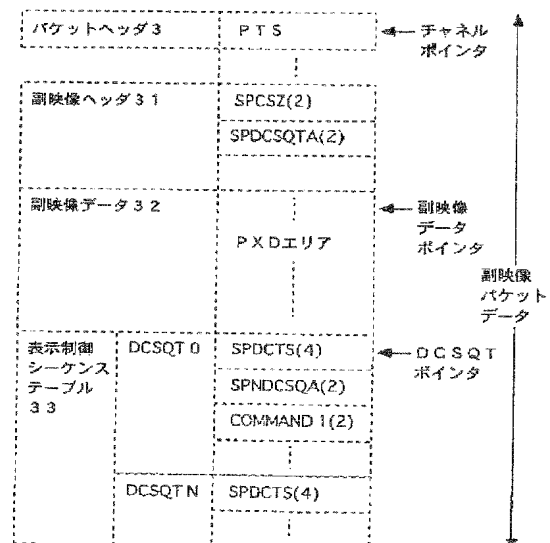 パケットヘッダ3
PTS
チャネル
ポインタ
副映像ヘッダ31
SPCSZ(2)
SPDCSQTA(2)
副映像データ32
PXDエリア
副映像
データ
ポインタ
副映像
パケット
データ
表示制御
シーケンス
テーブル
33
DCSQT 0
SPDCTS(4)
SPNDCSQA(2)
COMMAND 1(2)
DCSQT
ポインタ
DCSQT N
SPDCTS(4)